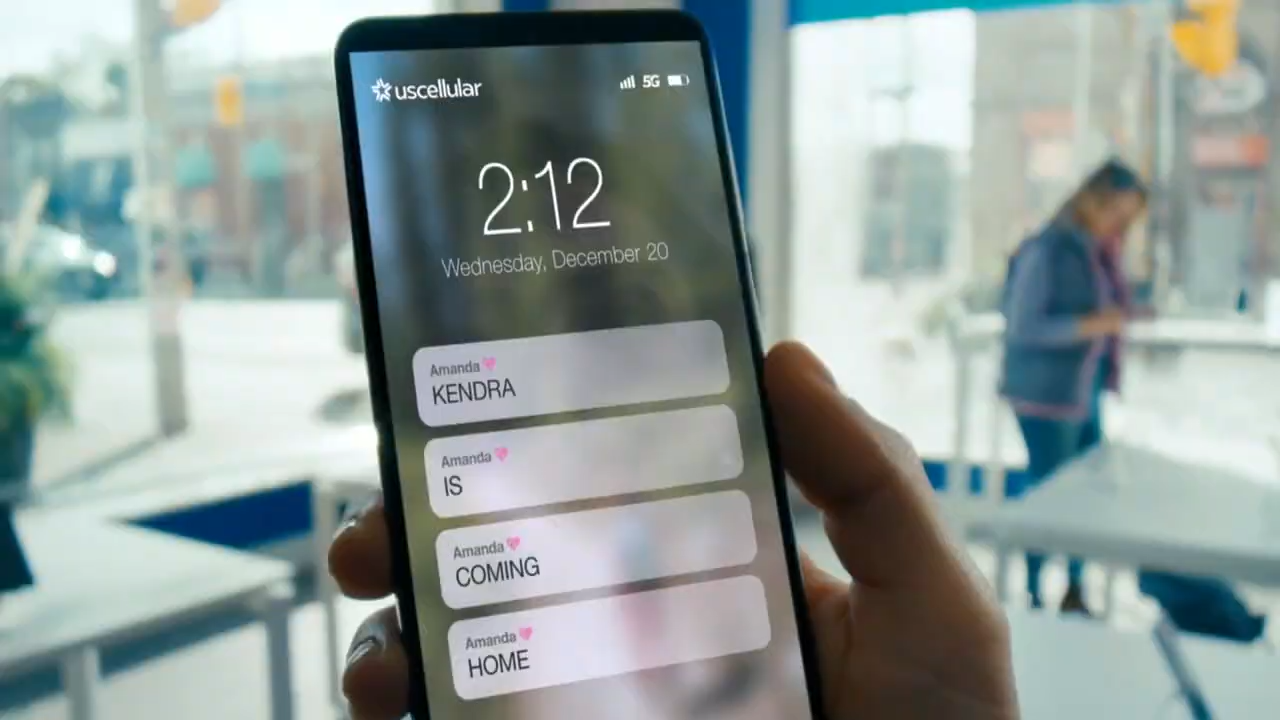 uscellular 5G
2:12
Wednesday, December 20
Amanda
KENDRA
Amanda
IS
Amanda
COMING
Amanda
HOME